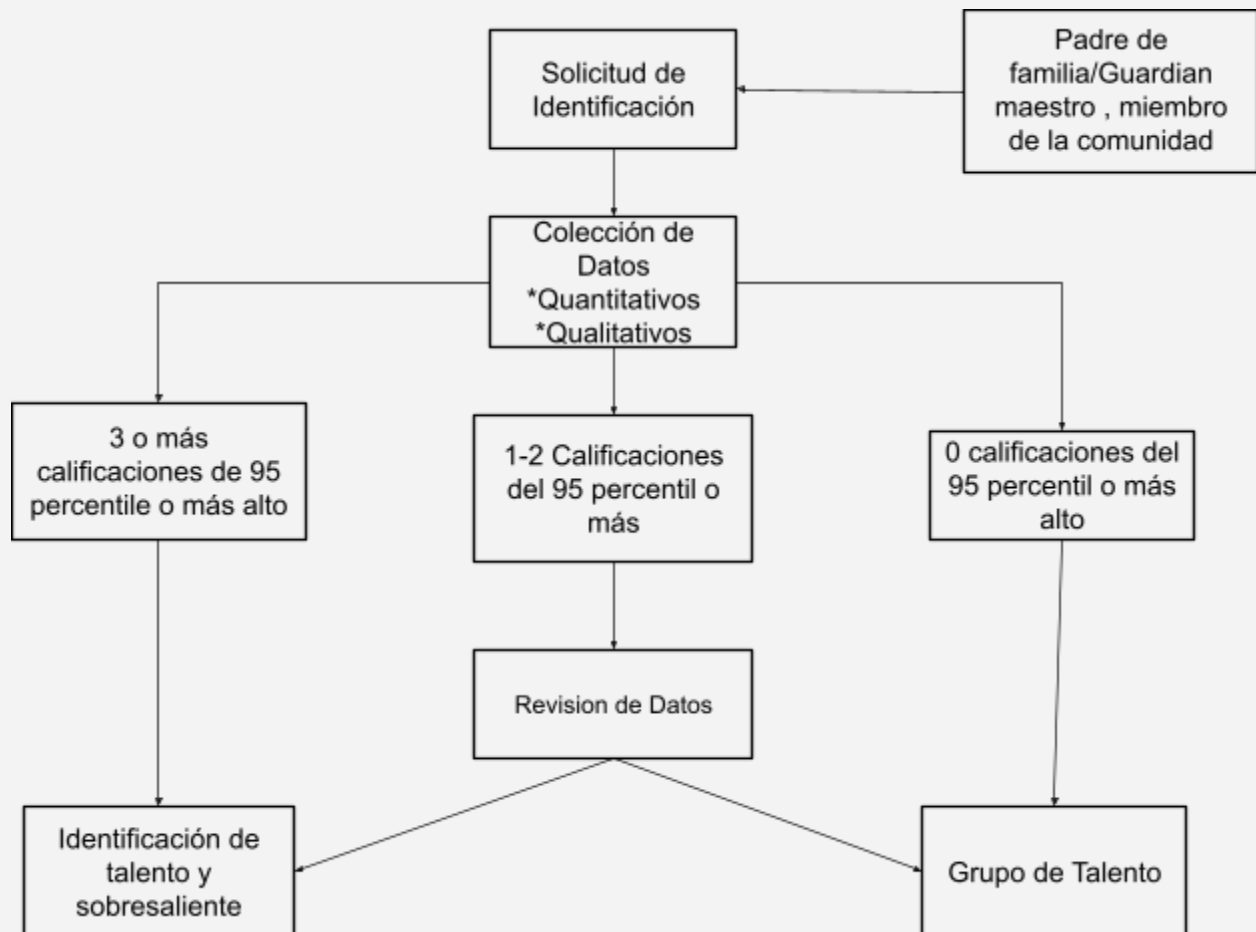 Solicitud de
Identificación
Padre de
familia/Guardian
maestro , miembro
de la comunidad
Colección de
Datos
*Quantitativos
*Qualitativos
3 o más
calificaciones de 95
percentile o más alto
1-2 Calificaciones
del 95 percentil o
más
0 calificaciones del
95 percentil o más
alto
Revision de Datos
Identificación de
talento y
sobresaliente
Grupo de Talento